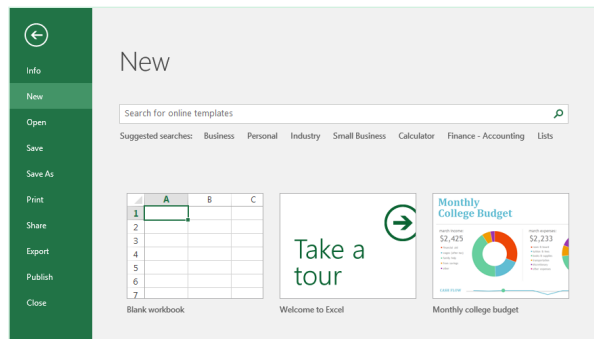 Info
New
Open
Save
Save As
Print
Share
Export
Publish
Close
New
Search for online templates
Suggested searches: Business Personal Industry Small Business Calculator Finance - Accounting Lists
A B C
1
2
3
4
5
6
7
Blank workbook
Take a
tour
Welcome to Excel
Monthly
College Budget
$2,425
$2,233
Monthly college budget